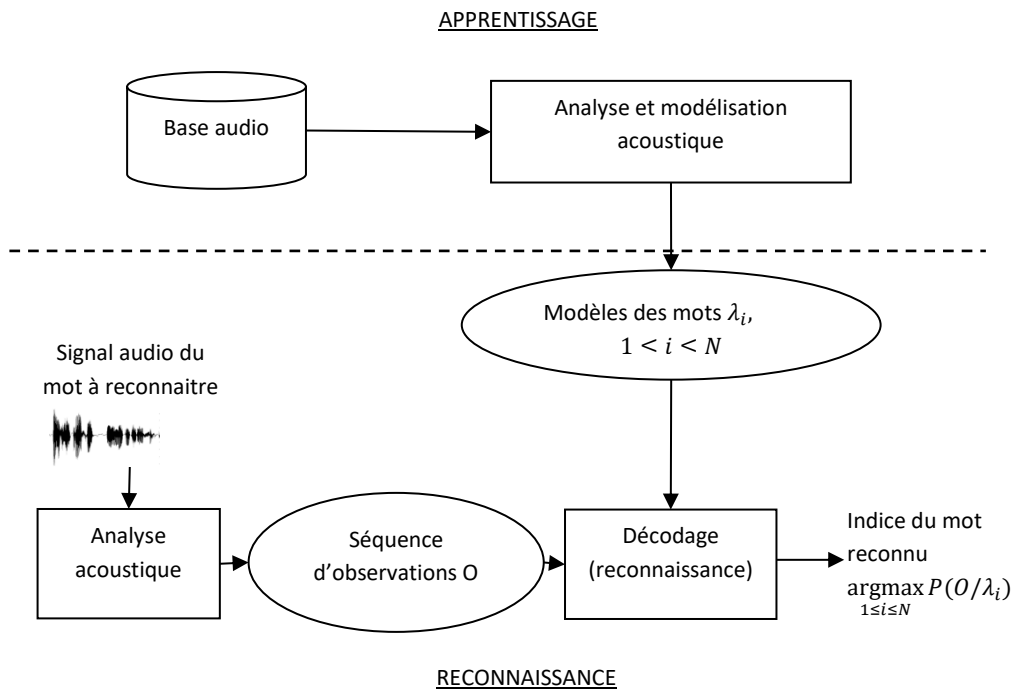 APPRENTISSAGE
Base audio
Analyse et modélisation
acoustique
Modèles des mots λ_i,
1 < i < N
Signal audio du
mot à reconnaitre
Analyse
acoustique
Séquence
d'observations O
Décodage
(reconnaissance)
Indice du mot
reconnu
argmax P(O/λ_i)
1≤i≤N
RECONNAISSANCE